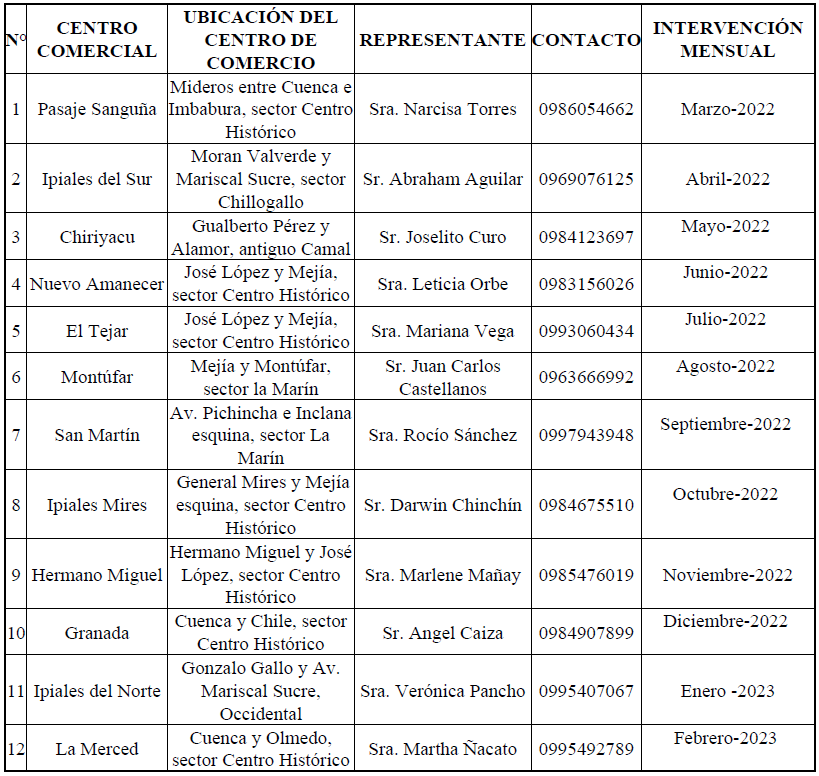 N° CENTRO COMERCIAL UBICACIÓN DEL CENTRO DE COMERCIO REPRESENTANTE CONTACTO INTERVENCIÓN MENSUAL
1 Pasaje Sanguña Mideros entre Cuenca e Imbabura, sector Centro Histórico Sra. Narcisa Torres 0986054662 Marzo-2022
2 Ipiales del Sur Moran Valverde y Mariscal Sucre, sector Chillogallo Sr. Abraham Aguilar 0969076125 Abril-2022
3 Chiriyacu Gualberto Pérez y Alamor, antiguo Camal Sr. Joselito Curo 0984123697 Mayo-2022
4 Nuevo Amanecer José López y Mejía, sector Centro Histórico Sra. Leticia Orbe 0983156026 Junio-2022
5 El Tejar José López y Mejía, sector Centro Histórico Sra. Mariana Vega 0993060434 Julio-2022
6 Montúfar Mejía y Montúfar, sector la Marín Sr. Juan Carlos Castellanos 0963666992 Agosto-2022
7 San Martín Av. Pichincha e Inclana esquina, sector La Marín Sra. Rocío Sánchez 0997943948 Septiembre-2022
8 Ipiales Mires General Mires y Mejía esquina, sector Centro Histórico Sr. Darwin Chinchín 0984675510 Octubre-2022
9 Hermano Miguel Hermano Miguel y José López, sector Centro Histórico Sra. Marlene Mañay 0985476019 Noviembre-2022
10 Granada Cuenca y Chile, sector Centro Histórico Sr. Angel Caiza 0984907899 Diciembre-2022
11 Ipiales del Norte Gonzalo Gallo y Av. Mariscal Sucre, Occidental Sra. Verónica Pancho 0995407067 Enero -2023
12 La Merced Cuenca y Olmedo, sector Centro Histórico Sra. Martha Ñacato 0995492789 Febrero-2023